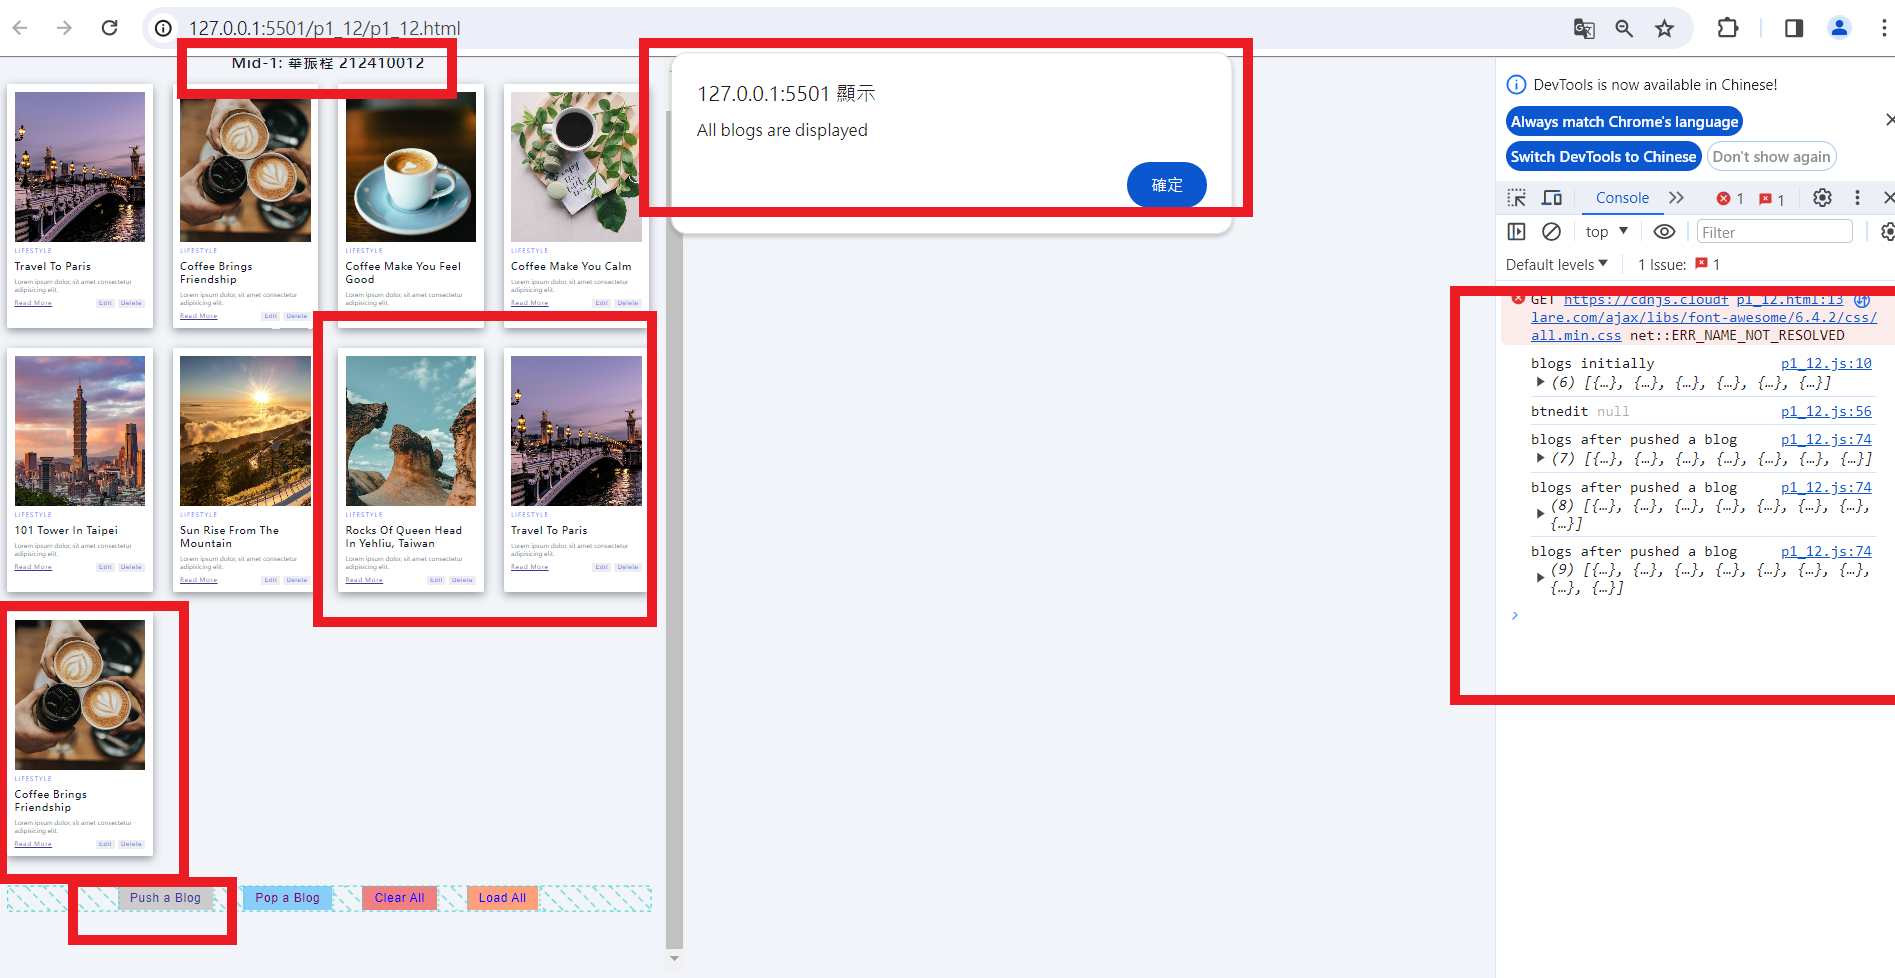 127.0.0.1:5501/p1_12/p1_12.html
Mid-1: 華振程 212410012
LIFESTYLE
Travel To Paris
Lorem ipsum dolor, sit amet consectetur
adipisicing elit.
Read More Edit Delete
Coffee Brings
Friendship
Lorem ipsum dolor, sit amet consectetur
adipisicing elit.
Read More Edit Delete
LIFESTYLE
Coffee Make You Feel
Good
Lorem ipsum dolor, sit amet consectetur
LIFESTYLE
Coffee Make You Calm
Lorem ipsum dolor, sit amet consectetur
adipisicing elit.
Read More Edit Delete
LIFESTYLE
101 Tower In Taipei
Lorem ipsum dolor, sit amet consectetur
adipisicing elit.
Read More Edit Delete
LIFESTYLE
Sun Rise From The
Mountain
Lorem ipsum dolor, sit amet consectetur
adipisicing elit.
Read More Edit Delete
LIFESTYLE
Rocks Of Queen Head
In Yehliu, Taiwan
Lorem ipsum dolor, sit amet consectetur
adipisicing elit.
Read More Edit Delete
LIFESTYLE
Travel To Paris
Lorem ipsum dolor, sit amet consectetur
adipisicing elit.
Read More Edit Delete
LIFESTYLE
Coffee Brings
Friendship
Lorem ipsum dolor, sit amet consectetur
adipisicing elit.
Read More Edit Delete
Push a Blog Pop a Blog Clear All Load All
127.0.0.1:5501 顯示
All blogs are displayed
確定
DevTools is now available in Chinese!
Always match Chrome's language
Switch DevTools to Chinese Don't show again
Console 1 1
top Filter
Default levels 1 Issue: 1
GET https://cdnjs.cloudf p1_12.html:13
lare.com/ajax/libs/font-awesome/6.4.2/css/
all.min.css net::ERR_NAME_NOT_RESOLVED
blogs initially p1_12.js:10
(6) [{…}, {…}, {…}, {…}, {…}, {…}]
btnedit null p1_12.js:56
blogs after pushed a blog p1_12.js:74
(7) [{…}, {…}, {…}, {…}, {…}, {…}, {…}]
blogs after pushed a blog p1_12.js:74
(8) [{…}, {…}, {…}, {…}, {…}, {…}, {…},
{…}]
blogs after pushed a blog p1_12.js:74
(9) [{…}, {…}, {…}, {…}, {…}, {…}, {…},
{…}, {…}]